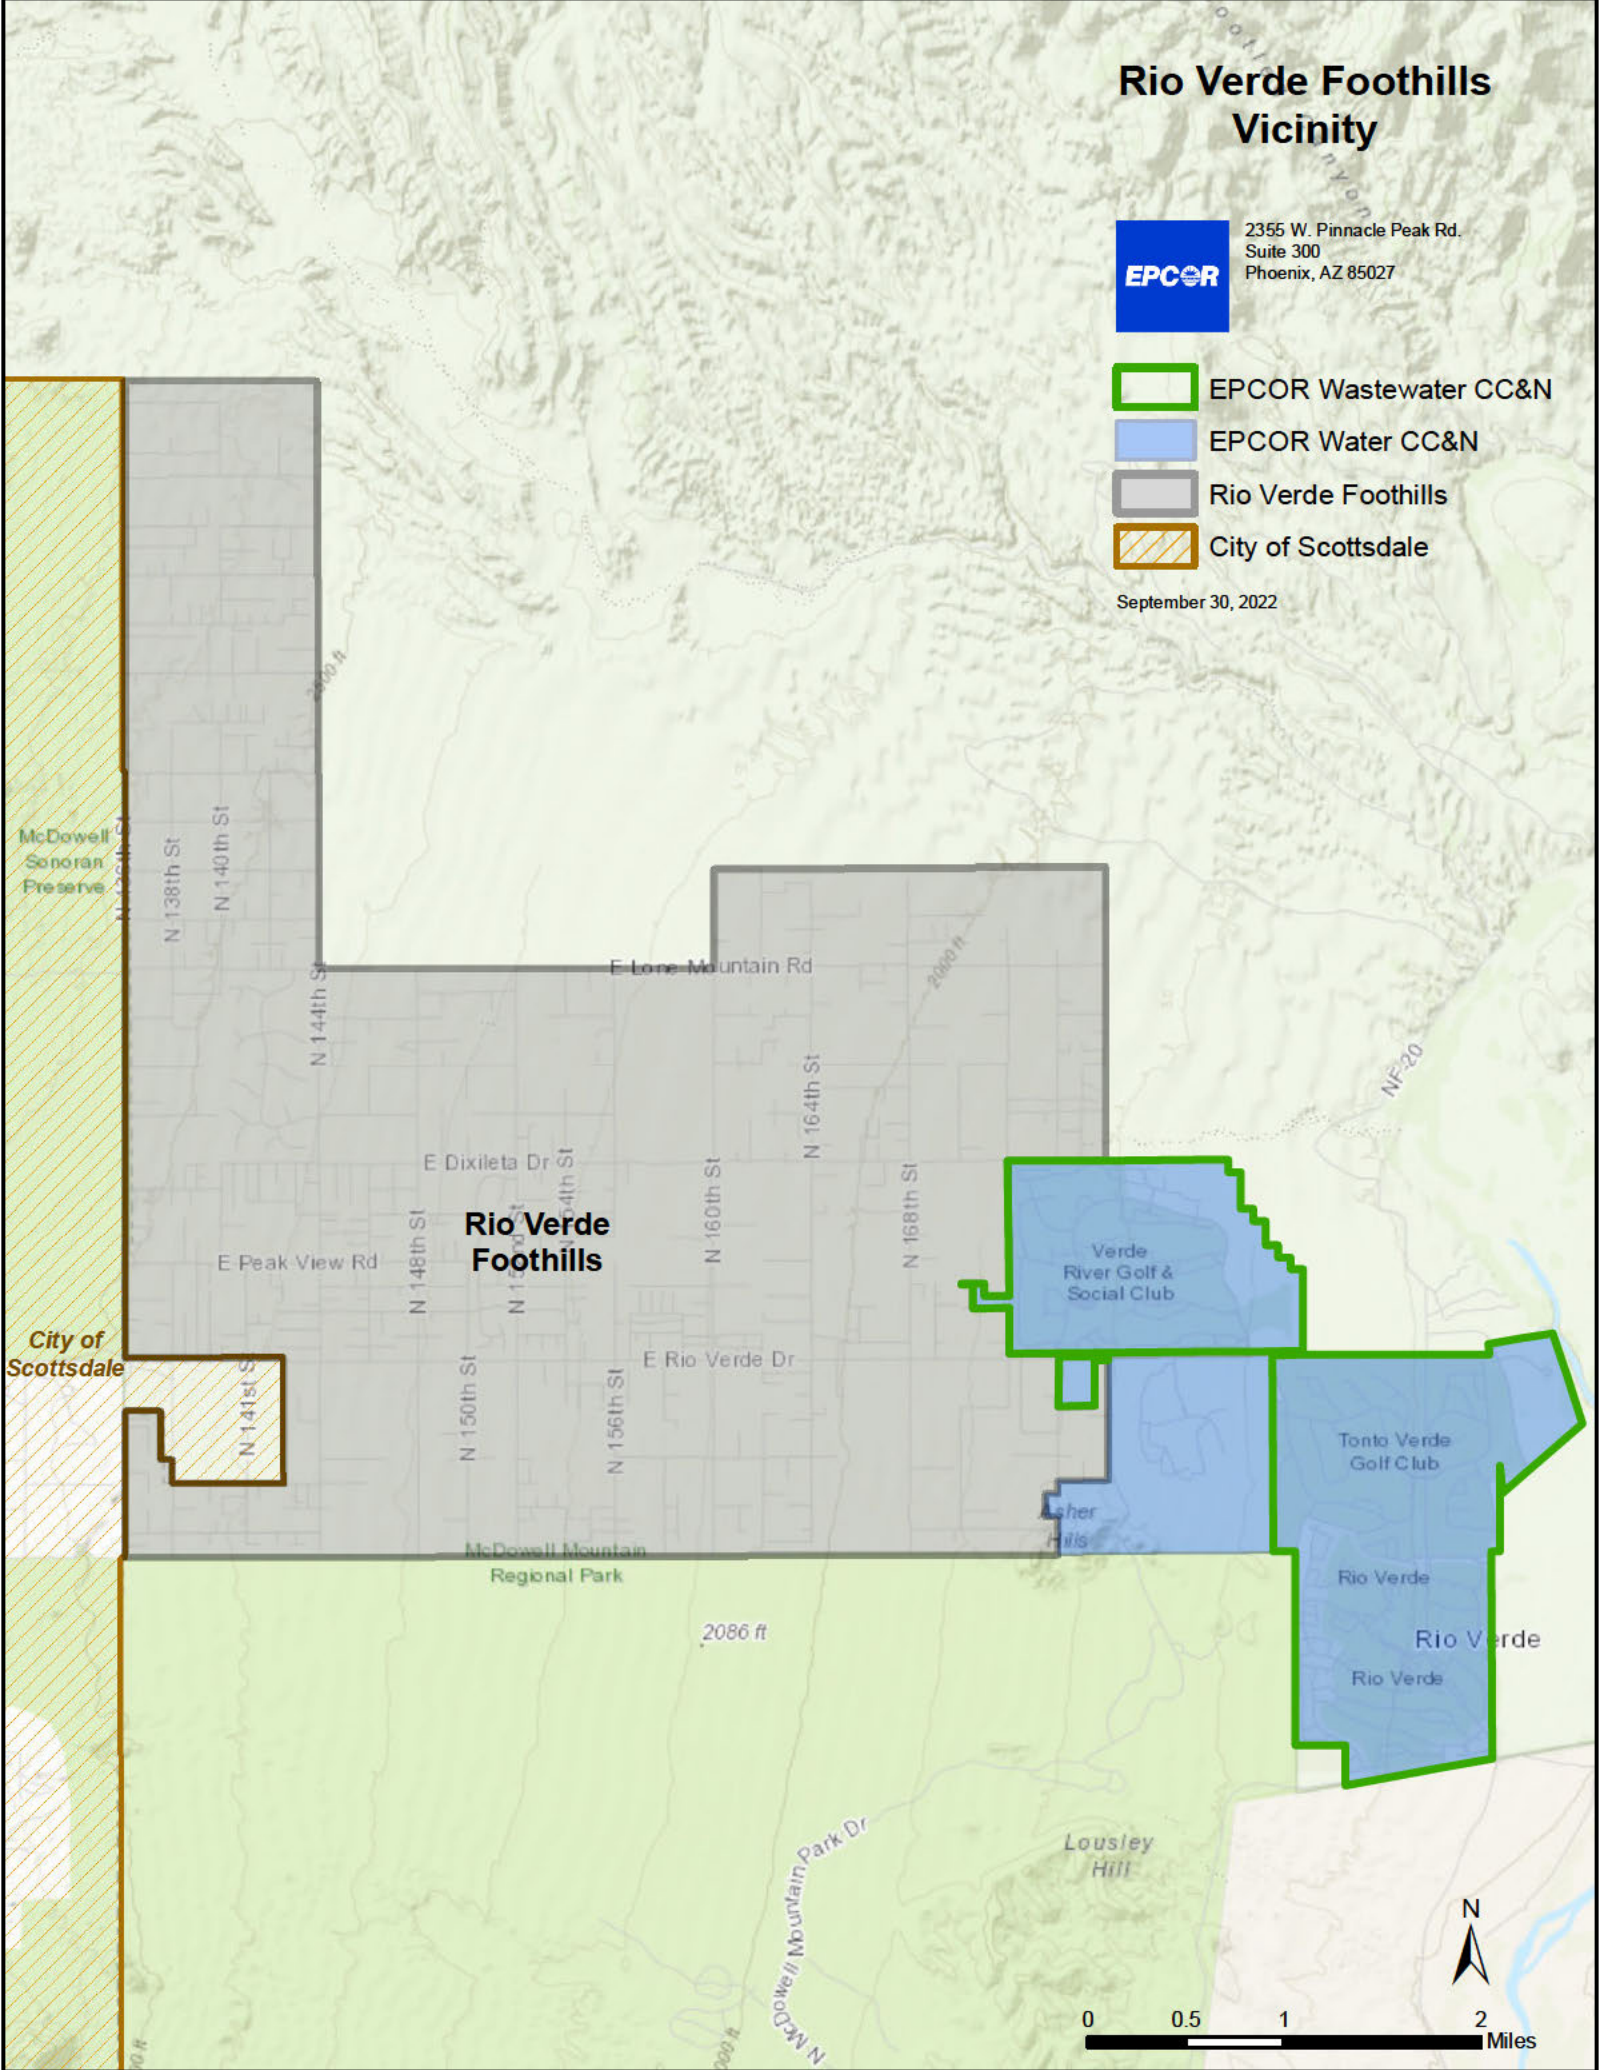 Rio Verde Foothills
Vicinity
EPCOR
2355 W. Pinnacle Peak Rd.
Suite 300
Phoenix, AZ 85027
EPCOR Wastewater CC&N
EPCOR Water CC&N
Rio Verde Foothills
City of Scottsdale
September 30, 2022
McDowell
Sonoran
Preserve
N 138th St
N 140th St
N 144th St
E Lone Mountain Rd
2000 ft
N 164th St
NF-20
E Dixileta Dr
N 154th St
N 160th St
N 168th St
N 148th St
Rio Verde
Foothills
E Peak View Rd
Verde
River Golf &
Social Club
City of
Scottsdale
N 141st S
E Rio Verde Dr
N 150th St
N 156th St
Tonto Verde
Golf Club
Asher
Hills
McDowell Mountain
Regional Park
Rio Verde
2086 ft
Rio Verde
Rio Verde
N McDowell Mountain Park Dr
Lousley
Hill
N
0 0.5 1 2
Miles